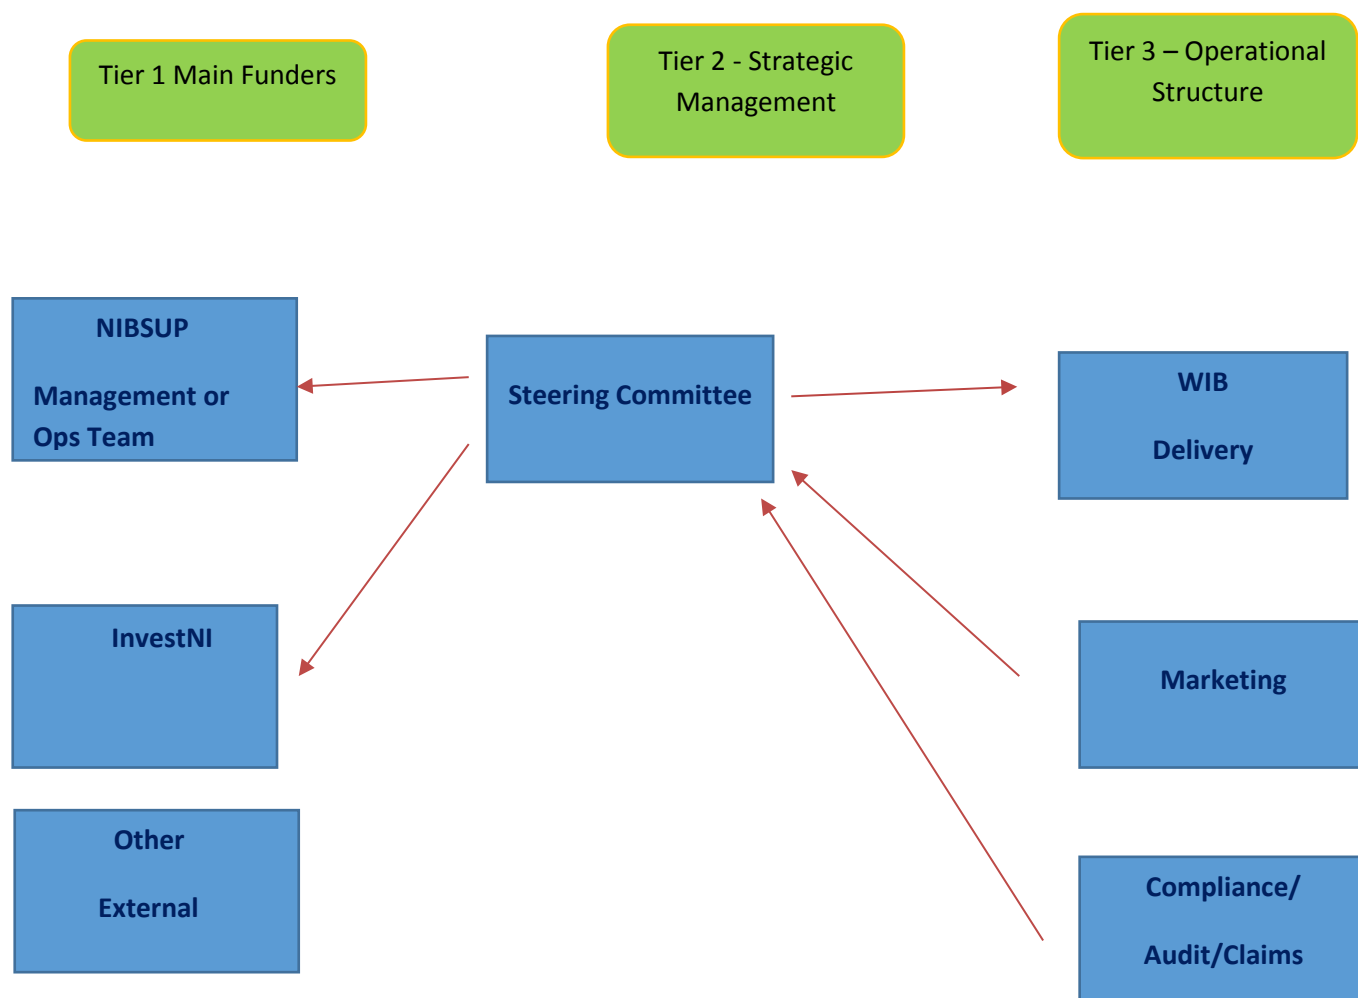 Tier 1 Main Funders
Tier 2 - Strategic
Management
Tier 3 – Operational
Structure
NIBSUP
Management or
Ops Team
Steering Committee
WIB
Delivery
InvestNI
Marketing
Other
External
Compliance/
Audit/Claims